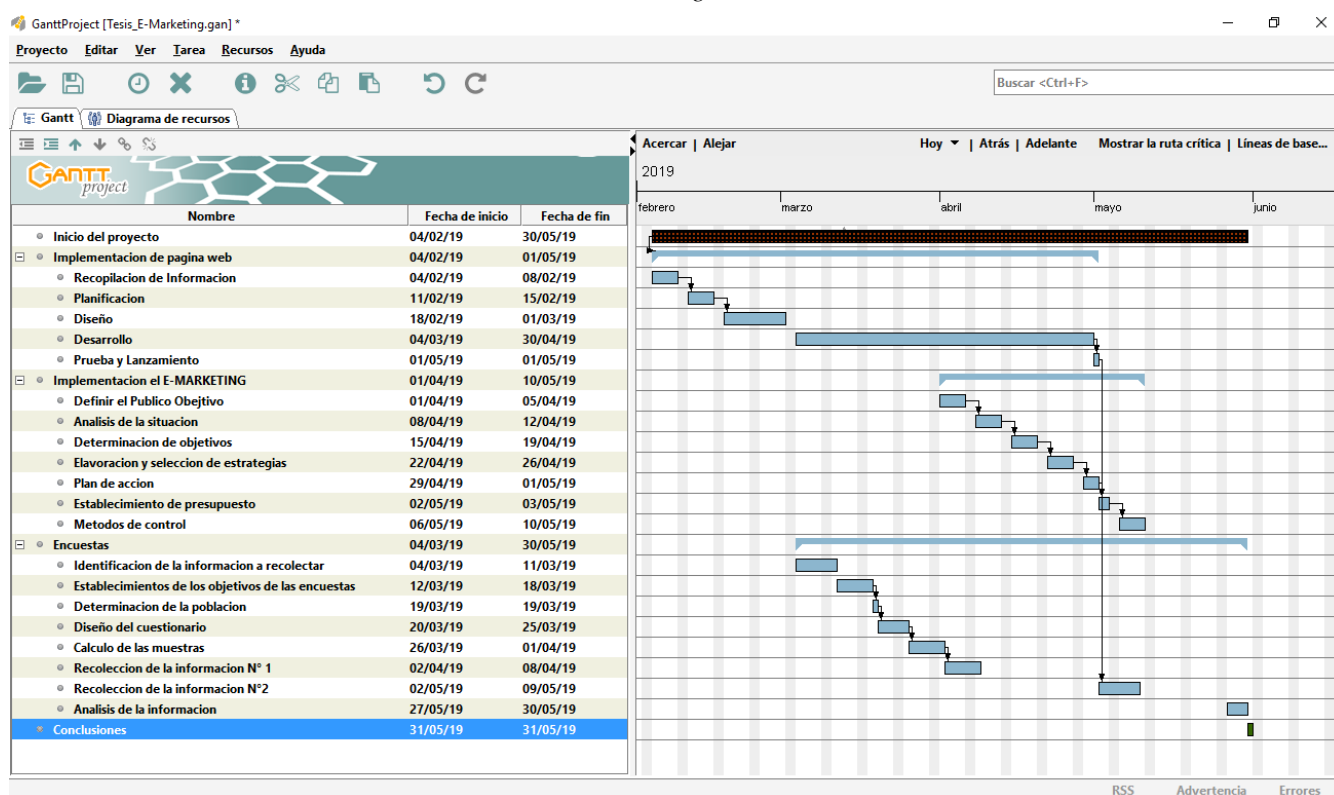 GanttProject [Tesis_E-Marketing.gan] *
Proyecto Editar Ver Tarea Recursos Ayuda
Buscar <Ctrl+F>
Gantt Diagrama de recursos
Acercar | Alejar Hoy | Atrás | Adelante Mostrar la ruta crítica | Líneas de base...
GANTT project
2019
Nombre Fecha de inicio Fecha de fin febrero marzo abril mayo junio
Inicio del proyecto 04/02/19 30/05/19
Implementacion de pagina web 04/02/19 01/05/19
Recopilacion de Informacion 04/02/19 08/02/19
Planificacion 11/02/19 15/02/19
Diseño 18/02/19 01/03/19
Desarrollo 04/03/19 30/04/19
Prueba y Lanzamiento 01/05/19 01/05/19
Implementacion el E-MARKETING 01/04/19 10/05/19
Definir el Publico Obejtivo 01/04/19 05/04/19
Analisis de la situacion 08/04/19 12/04/19
Determinacion de objetivos 15/04/19 19/04/19
Elavoracion y seleccion de estrategias 22/04/19 26/04/19
Plan de accion 29/04/19 01/05/19
Establecimiento de presupuesto 02/05/19 03/05/19
Metodos de control 06/05/19 10/05/19
Encuestas 04/03/19 30/05/19
Identificacion de la informacion a recolectar 04/03/19 11/03/19
Establecimientos de los objetivos de las encuestas 12/03/19 18/03/19
Determinacion de la poblacion 19/03/19 19/03/19
Diseño del cuestionario 20/03/19 25/03/19
Calculo de las muestras 26/03/19 01/04/19
Recoleccion de la informacion N° 1 02/04/19 08/04/19
Recoleccion de la informacion N°2 02/05/19 09/05/19
Analisis de la informacion 27/05/19 30/05/19
Conclusiones 31/05/19 31/05/19
RSS Advertencia Errores